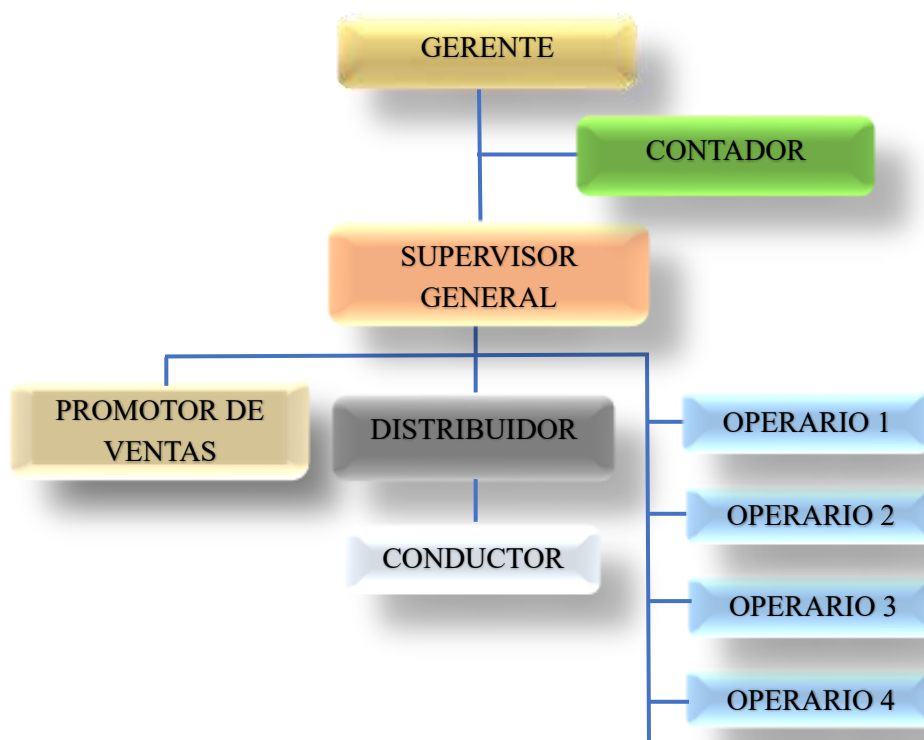 GERENTE
CONTADOR
SUPERVISOR
GENERAL
PROMOTOR DE
VENTAS
DISTRIBUIDOR
CONDUCTOR
OPERARIO 1
OPERARIO 2
OPERARIO 3
OPERARIO 4